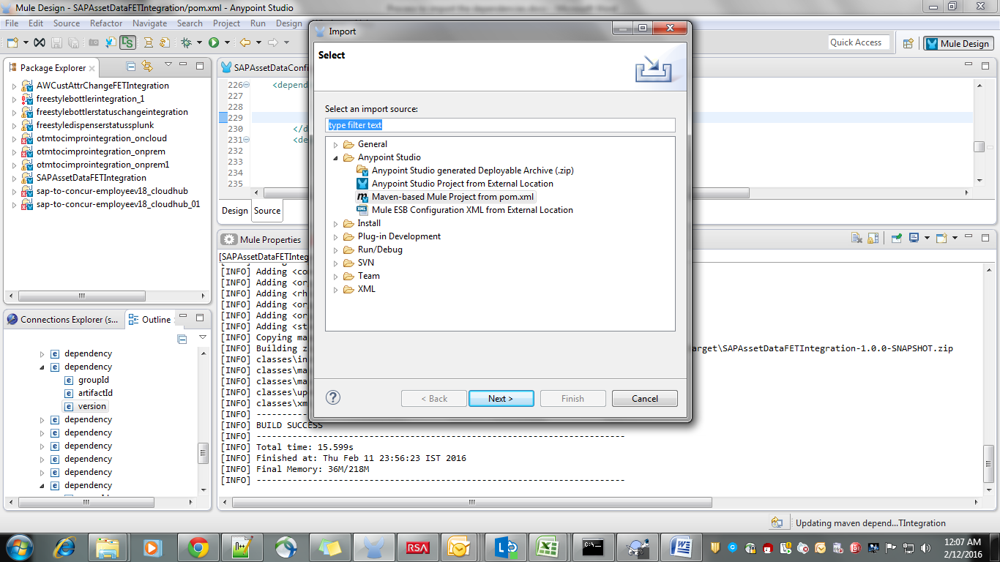 Mule Design - SAPAssetDataFETIntegration/pom.xml - Anypoint Studio
Process to import the dependencies.docx - Microsoft Word
File Edit Source Refactor Navigate Search Project Run Design
Quick Access
Mule Design
Package Explorer
AWCustAttrChangeFETIntegration
freestylebottlerintegration_1
freestylebottlerstatuschangeintegration
freestyledispenserstatussplunk
otmtocimprointegration_oncloud
otmtocimprointegration_onprem
otmtocimprointegration_onprem1
SAPAssetDataFETIntegration
sap-to-concur-employeev18_cloudhub
sap-to-concur-employeev18_cloudhub_01
Connections Explorer (s...
Outline
dependency
dependency
groupId
artifactId
version
dependency
dependency
dependency
dependency
dependency
dependency
SAPAssetDataConfi
226 <depend
227
228
229
230 </d
231 <de
232
233
234
235
Design Source
Mule Properties
[SAPAssetDataFETInteg
[INFO] Adding <co
[INFO] Adding <or
[INFO] Adding <rh
[INFO] Adding <or
[INFO] Adding <or
[INFO] Adding <st
[INFO] Copying ma
[INFO] Building z
arget\SAPAssetDataFETIntegration-1.0.0-SNAPSHOT.zip
[INFO] classes\in
[INFO] classes\ma
[INFO] classes\ma
[INFO] classes\up
[INFO] classes\xm
[INFO] ------------------------------------------------------------------------
[INFO] BUILD SUCCESS
[INFO] ------------------------------------------------------------------------
[INFO] Total time: 15.599s
[INFO] Finished at: Thu Feb 11 23:56:23 IST 2016
[INFO] Final Memory: 36M/218M
[INFO] ------------------------------------------------------------------------
Import
Select
Select an import source:
type filter text
General
Anypoint Studio
Anypoint Studio generated Deployable Archive (.zip)
Anypoint Studio Project from External Location
Maven-based Mule Project from pom.xml
Mule ESB Configuration XML from External Location
Install
Plug-in Development
Run/Debug
SVN
Team
XML
< Back
Next >
Finish
Cancel
Updating maven depend...TIntegration
RSA
12:07 AM
2/12/2016